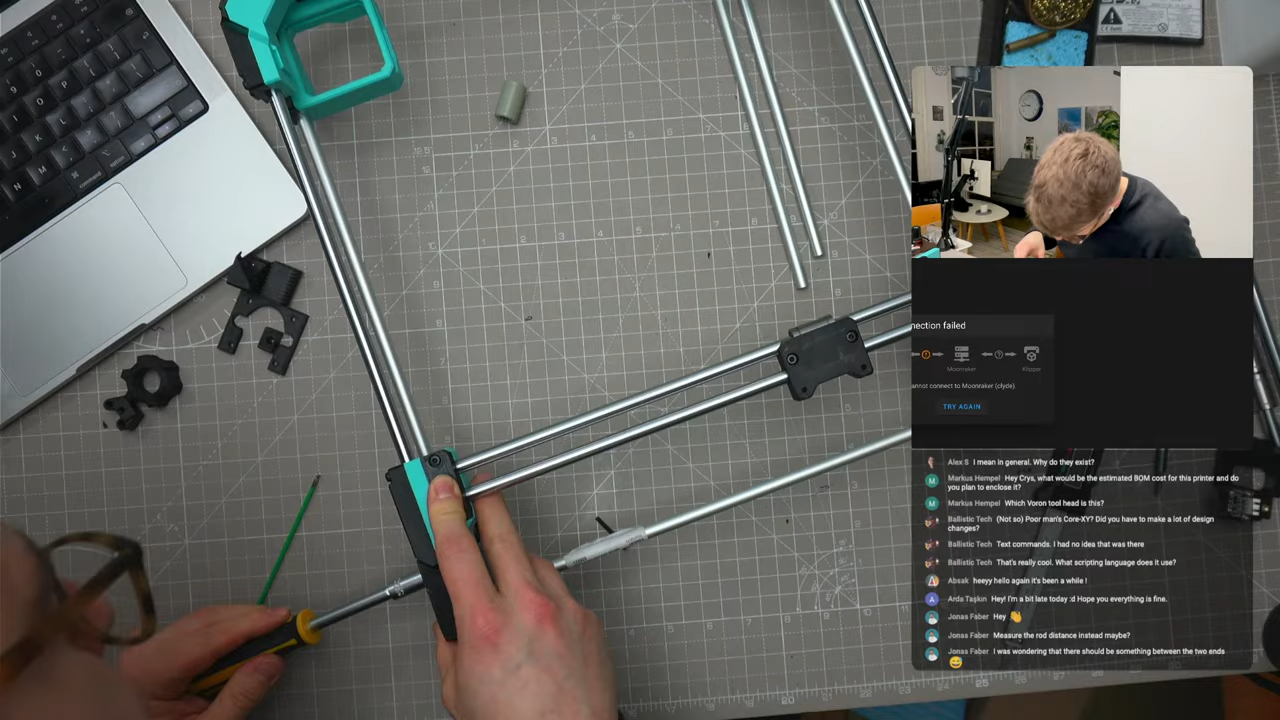 nection failed
Moonraker
Klipper
annot connect to Moonraker (clyde).
TRY AGAIN
Alex S I mean in general. Why do they exist?
Markus Hempel Hey Crys, what would be the estimated BOM cost for this printer and do
you plan to enclose it?
Markus Hempel Which Voron tool head is this?
Ballistic Tech (Not so) Poor man's Core-XY? Did you have to make a lot of design
changes?
Ballistic Tech Text commands. I had no idea that was there
Ballistic Tech That's really cool. What scripting language does it use?
Absak heeyy hello again it's been a while !
Arda Taşkın Hey! I'm a bit late today :d Hope you everything is fine.
Jonas Faber Hey 👋
Jonas Faber Measure the rod distance instead maybe?
Jonas Faber I was wondering that there should be something between the two ends
😄